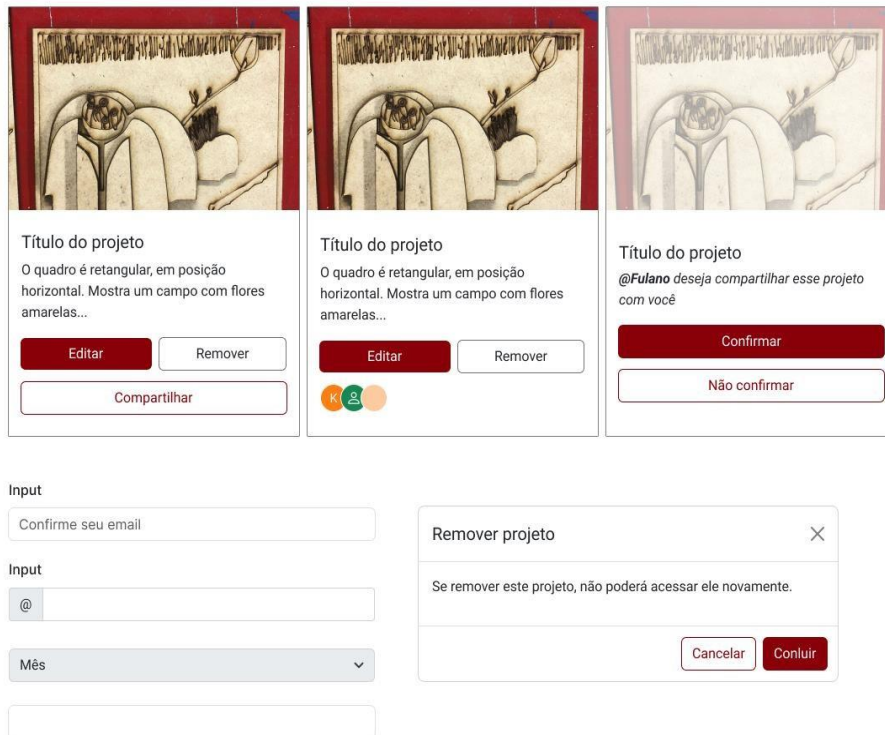 Título do projeto
O quadro é retangular, em posição
horizontal. Mostra um campo com flores
amarelas...
Editar
Remover
Compartilhar
Título do projeto
O quadro é retangular, em posição
horizontal. Mostra um campo com flores
amarelas...
Editar
Remover
K
Título do projeto
@Fulano deseja compartilhar esse projeto
com você
Confirmar
Não confirmar
Input
Confirme seu email
Input
@
Mês
Remover projeto
Se remover este projeto, não poderá acessar ele novamente.
Cancelar
Conluir